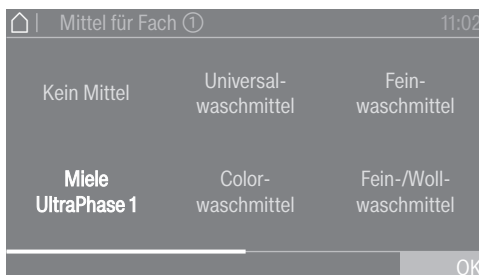 Mittel für Fach ①
11:02
Kein Mittel
Universal-
waschmittel
Fein-
waschmittel
Miele
UltraPhase 1
Color-
waschmittel
Fein-/Woll-
waschmittel
OK